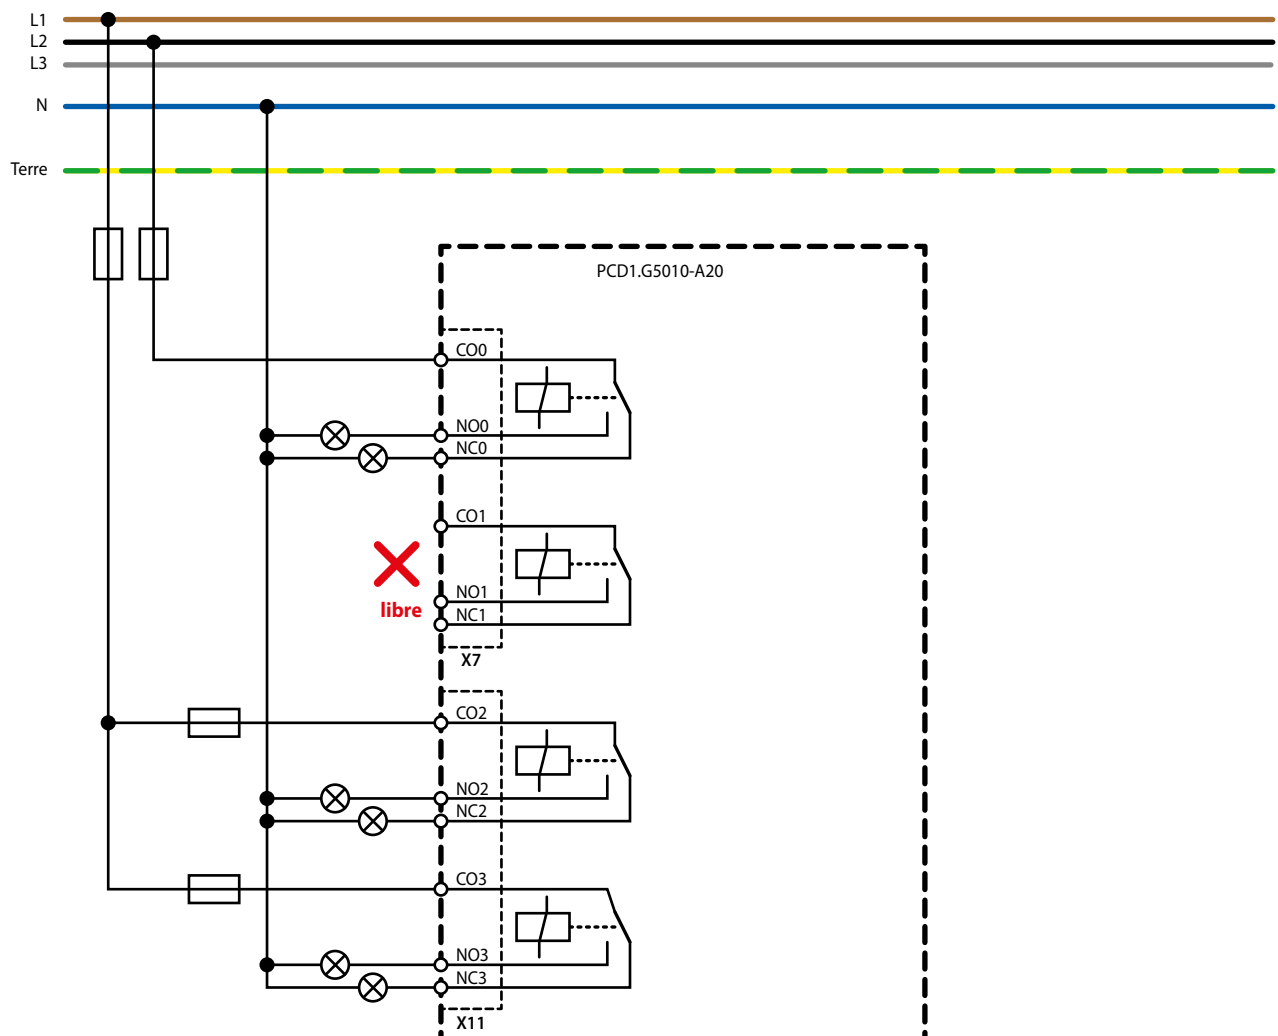 L1
L2
L3
N
Terre
PCD1.G5010-A20
CO0
NO0
NC0
CO1
NO1
libre
NC1
X7
CO2
NO2
NC2
CO3
NO3
NC3
X11